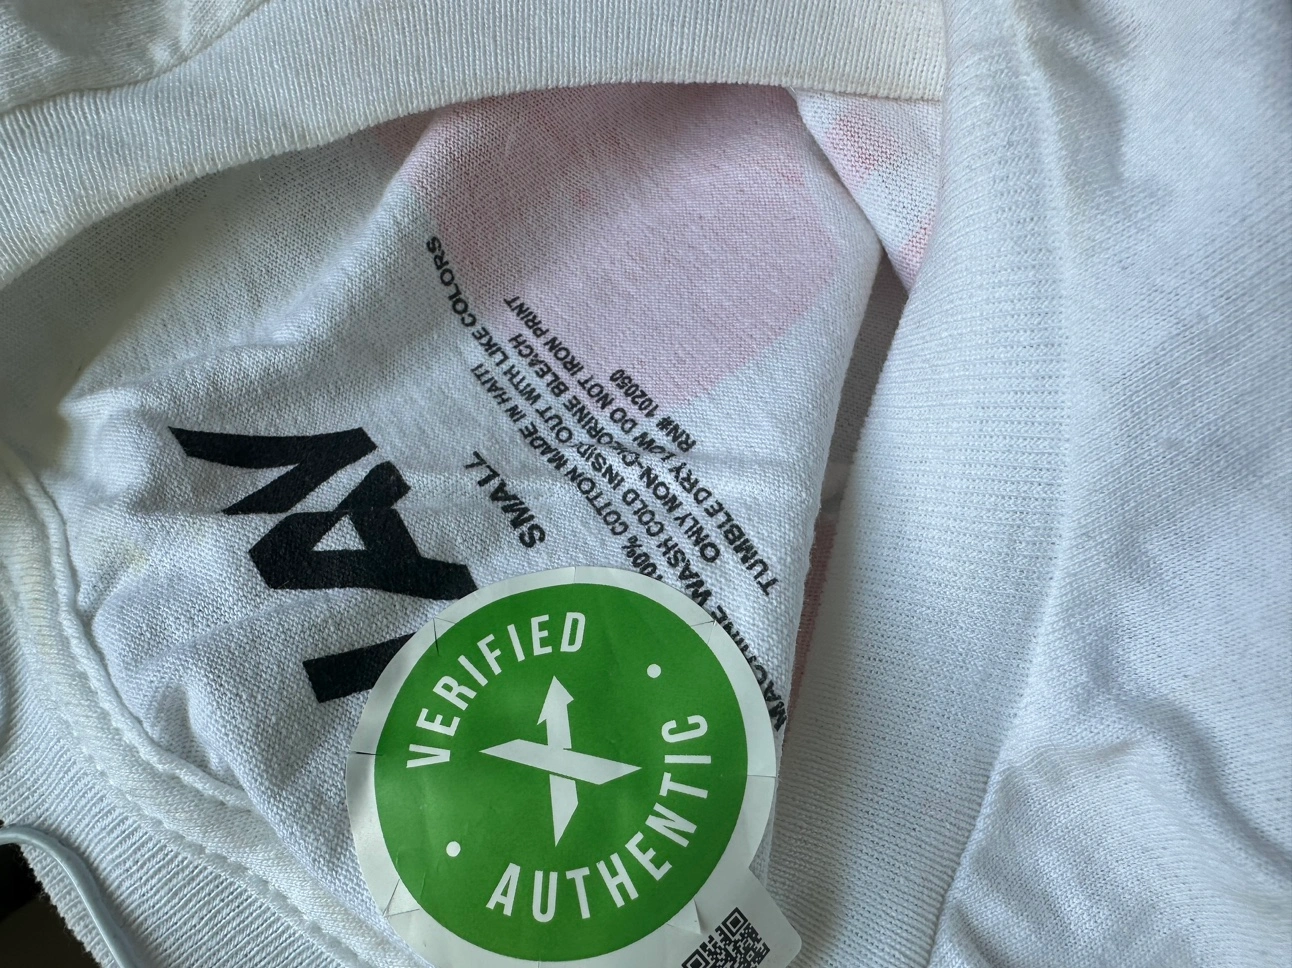 SMALL
100% COTTON MADE IN HAITI
MACHINE WASH COLD INSIDE OUT WITH LIKE COLORS
ONLY NON-CHLORINE BLEACH
TUMBLE DRY LOW DO NOT IRON PRINT
RN# 102050
VERIFIED
AUTHENTIC